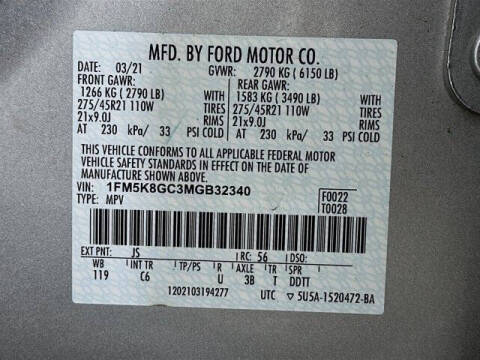 MFD. BY FORD MOTOR CO.
DATE: 03/21 GVWR: 2790 KG ( 6150 LB)
FRONT GAWR: REAR GAWR:
1266 KG ( 2790 LB) WITH 1583 KG ( 3490 LB) WITH
275/45R21 110W TIRES 275/45R21 110W TIRES
21x9.0J RIMS 21x9.0J RIMS
AT 230 kPa/ 33 PSI COLD AT 230 kPa/ 33 PSI COLD
THIS VEHICLE CONFORMS TO ALL APPLICABLE FEDERAL MOTOR
VEHICLE SAFETY STANDARDS IN EFFECT ON THE DATE OF MANUFACTURE
SHOWN ABOVE.
VIN: 1FM5K8GC3MGB32340 F0022
TYPE: MPV T0028
EXT PNT: JS RC: 56 DSO:
WB INT TR TP/PS R AXLE TR SPR
119 C6 U 3B T DDTT
1202103194277 UTC ▽ 5U5A-1520472-BA